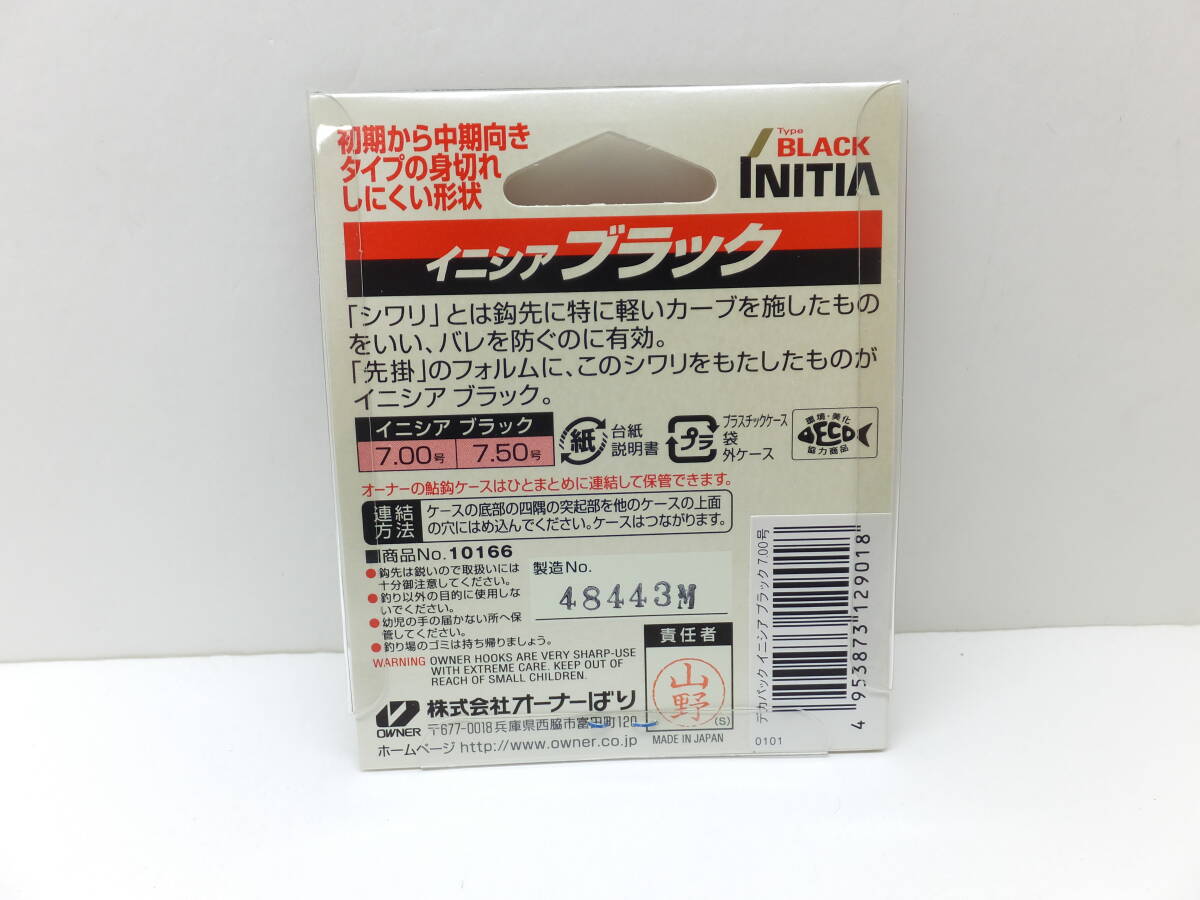 初期から中期向き
タイプの身切れ
しにくい形状
Type
BLACK
INITIA
イニシア ブラック
「シワリ」とは鈎先に特に軽いカーブを施したもの
をいい、バレを防ぐのに有効。
「先掛」のフォルムに、このシワリをもたしたものが
イニシア ブラック。
イニシア ブラック
7.00号 7.50号
紙
台紙
説明書
プラ
プラスチックケース
袋
外ケース
環境・美化
DECO
協力商品
オーナーの鮎鈎ケースはひとまとめに連結して保管できます。
連結
方法
ケースの底部の四隅の突起部を他のケースの上面
の穴にはめ込んでください。ケースはつながります。
■商品No.10166
●鈎先は鋭いので取扱いには
十分御注意してください。
●釣り以外の目的に使用しな
いでください。
●幼児の手の届かない所へ保
管してください。
●釣り場のゴミは持ち帰りましょう。
製造No.
48443M
WARNING OWNER HOOKS ARE VERY SHARP-USE
WITH EXTREME CARE. KEEP OUT OF
REACH OF SMALL CHILDREN.
責任者
山野
(S)
MADE IN JAPAN
OWNER
株式会社オーナーばり
〒677-0018 兵庫県西脇市富田町120
ホームページ http://www.owner.co.jp
デカパック イニシア ブラック 7.00号
4 953873 129018
0101